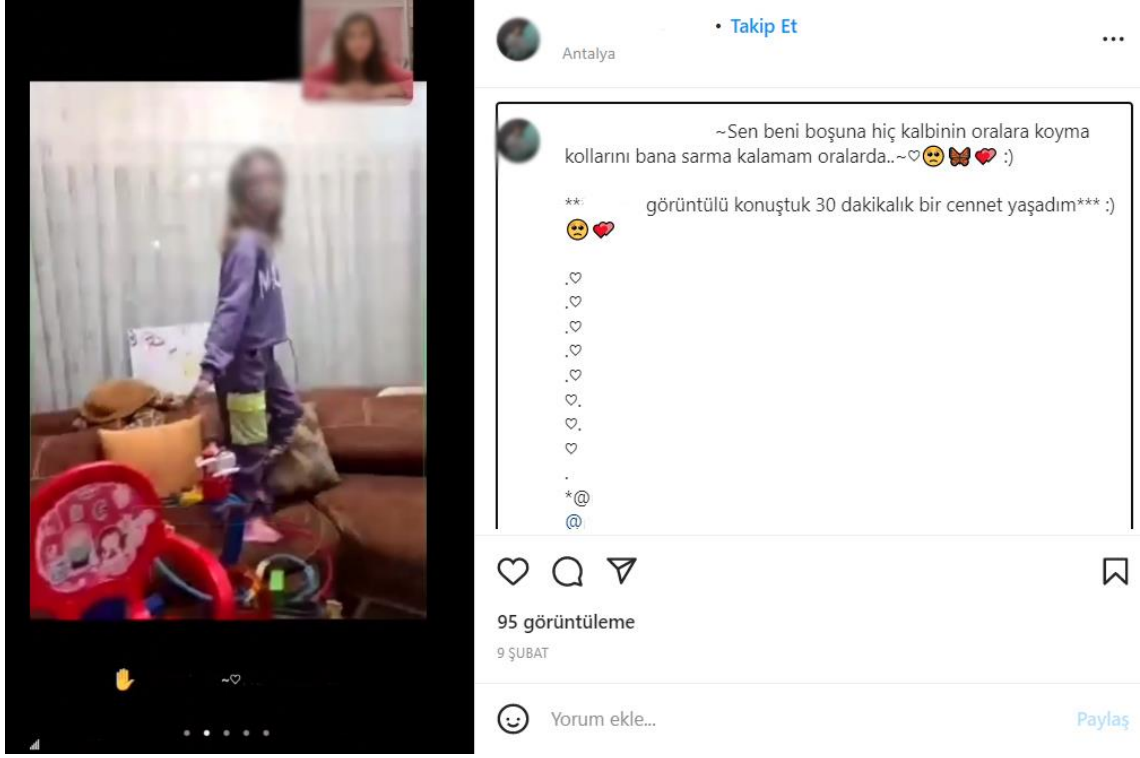 • Takip Et
Antalya
~Sen beni boşuna hiç kalbinin oralara koyma
kollarını bana sarma kalamam oralarda..~♡🥺🦋💞 :)
** görüntülü konuştuk 30 dakikalık bir cennet yaşadım*** :)
🥺💞
.♡
.♡
.♡
.♡
.♡
♡.
♡.
♡
.
*@
@
95 görüntüleme
9 ŞUBAT
Yorum ekle...
Paylaş
✋ ~♡